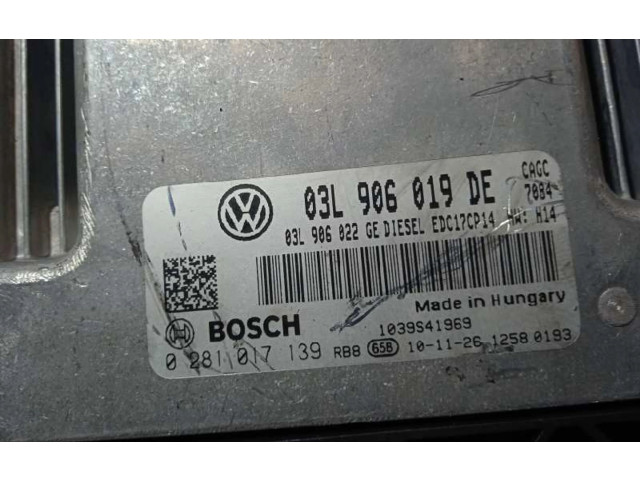 03L 906 019 DE CAGC
7084
03L 906 022 GE DIESEL EDC17CP14 HW: H14
Made in Hungary
BOSCH 1039S41969
0 281 017 139 RB8 65B 10-11-26 1258 0193